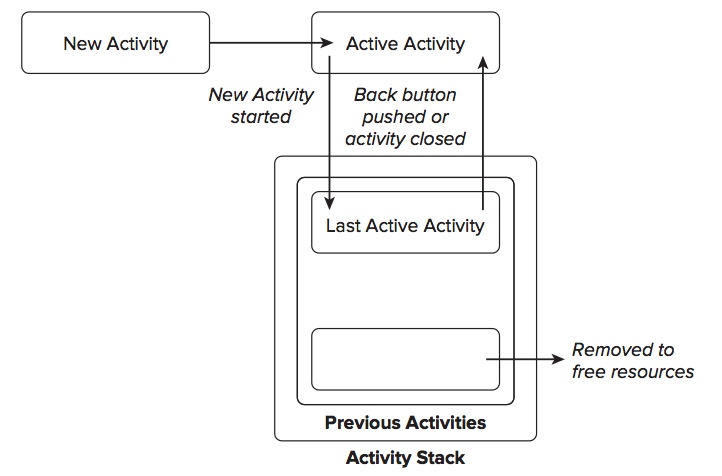 New Activity
Active Activity
New Activity
started
Back button
pushed or
activity closed
Last Active Activity
Removed to
free resources
Previous Activities
Activity Stack